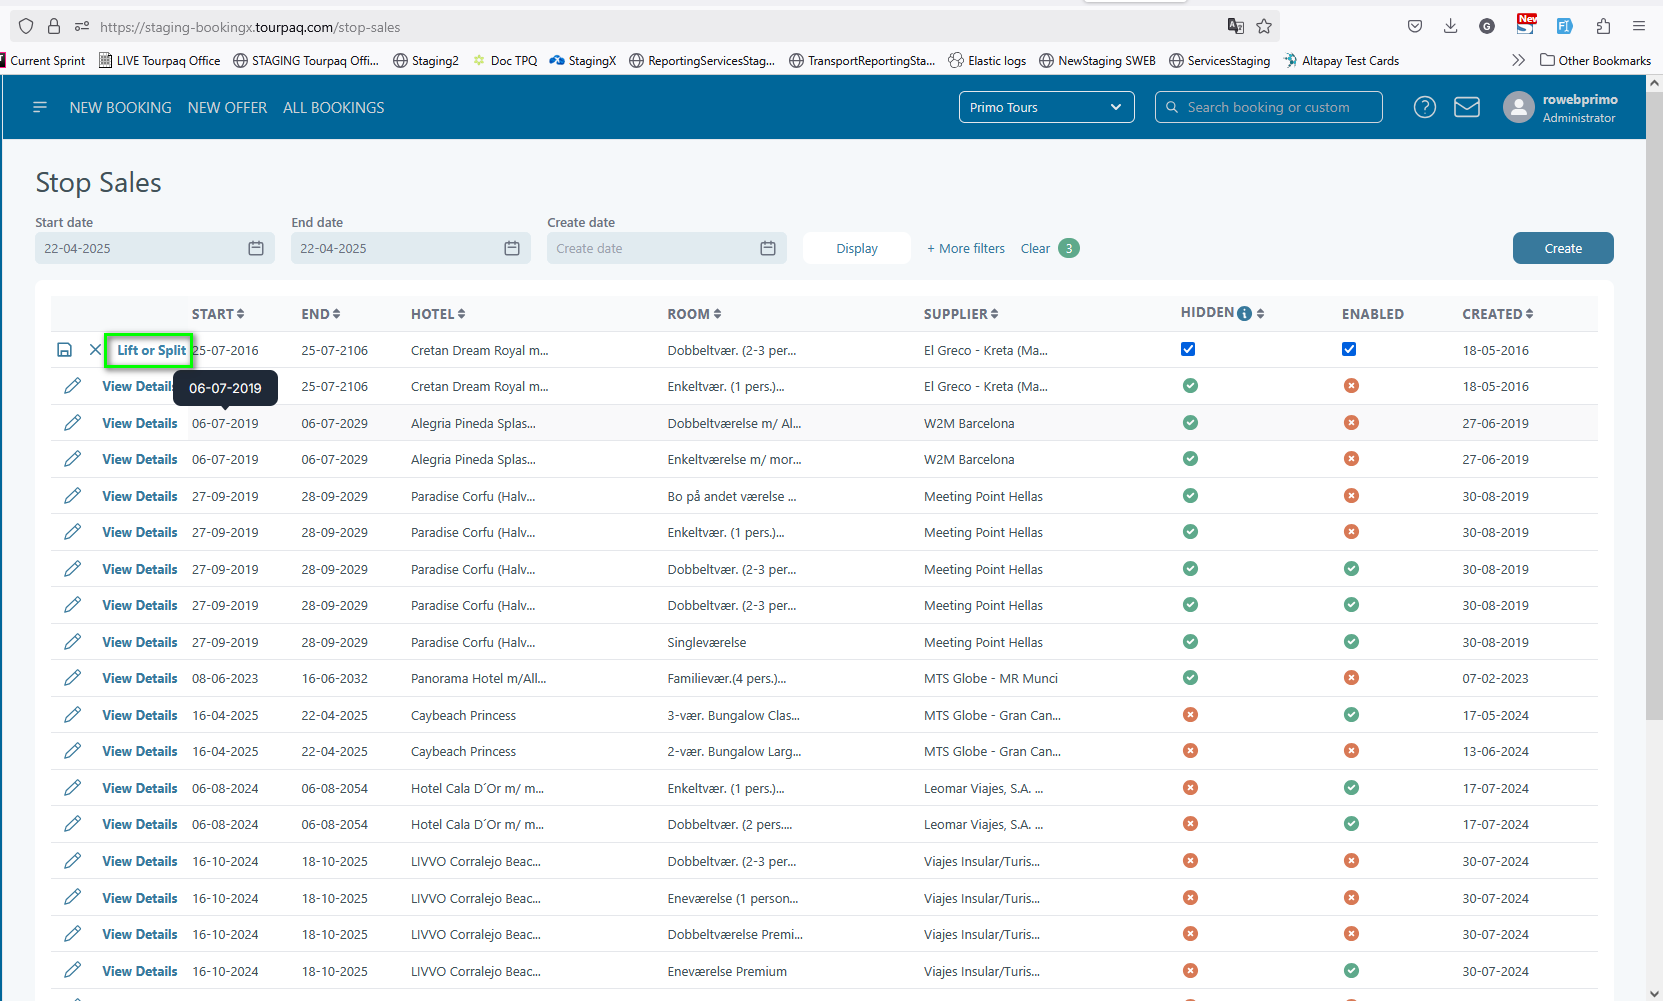 https://staging-bookingx.tourpaq.com/stop-sales
New
Current Sprint LIVE Tourpaq Office STAGING Tourpaq Offi... Staging2 Doc TPQ StagingX ReportingServicesStag... TransportReportingSta... Elastic logs NewStaging SWEB ServicesStaging Altapay Test Cards Other Bookmarks
NEW BOOKING NEW OFFER ALL BOOKINGS Primo Tours Search booking or custom rowebprimo
Administrator
Stop Sales
Start date End date Create date
22-04-2025 22-04-2025 Create date Display + More filters Clear 3 Create
START END HOTEL ROOM SUPPLIER HIDDEN ENABLED CREATED
Lift or Split 25-07-2016 25-07-2106 Cretan Dream Royal m... Dobbeltvær. (2-3 per... El Greco - Kreta (Ma... 18-05-2016
View Details 06-07-2019 25-07-2106 Cretan Dream Royal m... Enkeltvær. (1 pers.)... El Greco - Kreta (Ma... 18-05-2016
View Details 06-07-2019 06-07-2029 Alegria Pineda Splas... Dobbeltværelse m/ Al... W2M Barcelona 27-06-2019
View Details 06-07-2019 06-07-2029 Alegria Pineda Splas... Enkeltværelse m/ mor... W2M Barcelona 27-06-2019
View Details 27-09-2019 28-09-2029 Paradise Corfu (Halv... Bo på andet værelse ... Meeting Point Hellas 30-08-2019
View Details 27-09-2019 28-09-2029 Paradise Corfu (Halv... Enkeltvær. (1 pers.)... Meeting Point Hellas 30-08-2019
View Details 27-09-2019 28-09-2029 Paradise Corfu (Halv... Dobbeltvær. (2-3 per... Meeting Point Hellas 30-08-2019
View Details 27-09-2019 28-09-2029 Paradise Corfu (Halv... Dobbeltvær. (2-3 per... Meeting Point Hellas 30-08-2019
View Details 27-09-2019 28-09-2029 Paradise Corfu (Halv... Singleværelse Meeting Point Hellas 30-08-2019
View Details 08-06-2023 16-06-2032 Panorama Hotel m/All... Familievær.(4 pers.)... MTS Globe - MR Munci 07-02-2023
View Details 16-04-2025 22-04-2025 Caybeach Princess 3-vær. Bungalow Clas... MTS Globe - Gran Can... 17-05-2024
View Details 16-04-2025 22-04-2025 Caybeach Princess 2-vær. Bungalow Larg... MTS Globe - Gran Can... 13-06-2024
View Details 06-08-2024 06-08-2054 Hotel Cala D´Or m/ m... Enkeltvær. (1 pers.)... Leomar Viajes, S.A. ... 17-07-2024
View Details 06-08-2024 06-08-2054 Hotel Cala D´Or m/ m... Dobbeltvær. (2 pers.... Leomar Viajes, S.A. ... 17-07-2024
View Details 16-10-2024 18-10-2025 LIVVO Corralejo Beac... Dobbeltvær. (2-3 per... Viajes Insular/Turis... 30-07-2024
View Details 16-10-2024 18-10-2025 LIVVO Corralejo Beac... Eneværelse (1 person... Viajes Insular/Turis... 30-07-2024
View Details 16-10-2024 18-10-2025 LIVVO Corralejo Beac... Dobbeltværelse Premi... Viajes Insular/Turis... 30-07-2024
View Details 16-10-2024 18-10-2025 LIVVO Corralejo Beac... Eneværelse Premium Viajes Insular/Turis... 30-07-2024